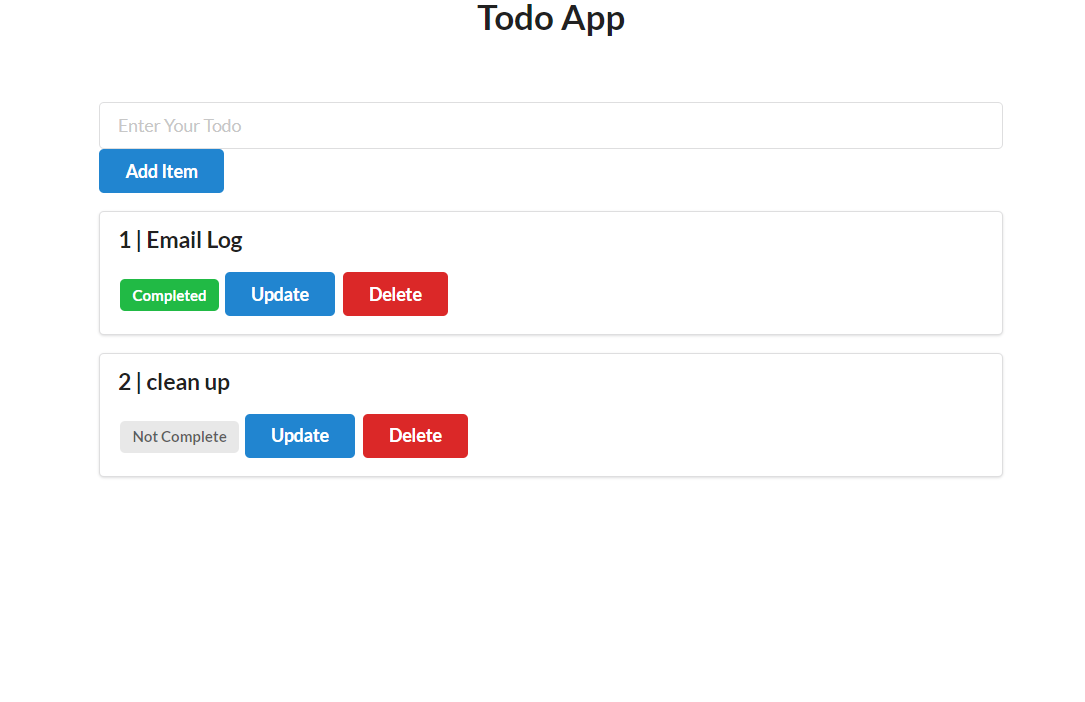 Todo App
Enter Your Todo
Add Item
1 | Email Log
Completed Update Delete
2 | clean up
Not Complete Update Delete